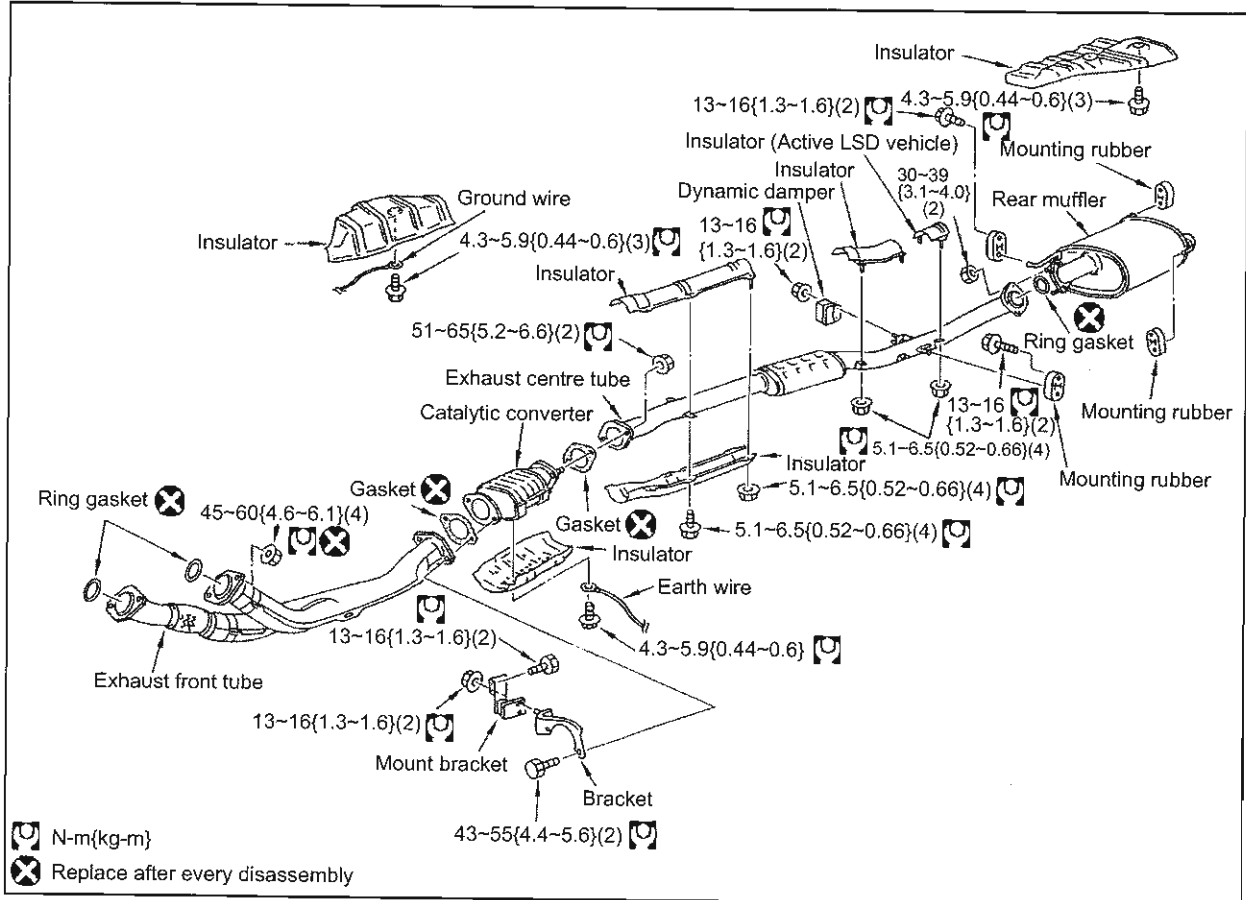 Insulator
13~16{1.3~1.6}(2)
4.3~5.9{0.44~0.6}(3)
Insulator (Active LSD vehicle)
Mounting rubber
Insulator
30~39
{3.1~4.0}
(2)
Dynamic damper
Rear muffler
Ground wire
13~16
{1.3~1.6}(2)
Insulator
4.3~5.9{0.44~0.6}(3)
Insulator
51~65{5.2~6.6}(2)
Ring gasket
Exhaust centre tube
Catalytic converter
13~16
{1.3~1.6}(2)
Mounting rubber
5.1~6.5{0.52~0.66}(4)
Insulator
Mounting rubber
Ring gasket
Gasket
5.1~6.5{0.52~0.66}(4)
45~60{4.6~6.1}(4)
Gasket
5.1~6.5{0.52~0.66}(4)
Insulator
Earth wire
13~16{1.3~1.6}(2)
4.3~5.9{0.44~0.6}
Exhaust front tube
13~16{1.3~1.6}(2)
Mount bracket
Bracket
43~55{4.4~5.6}(2)
N-m{kg-m}
Replace after every disassembly